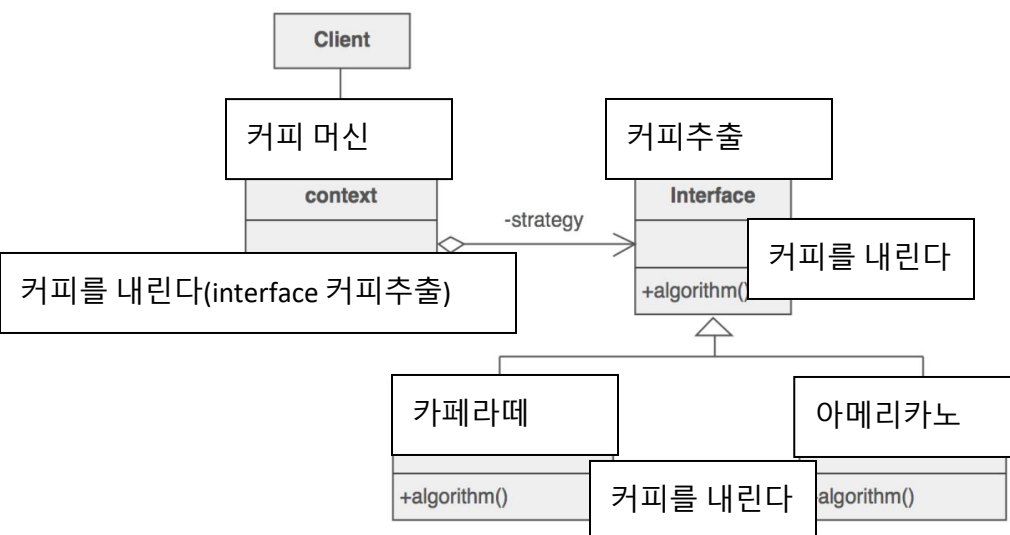 Client
커피 머신
커피추출
context
Interface
-strategy
커피를 내린다
커피를 내린다(interface 커피추출)
+algorithm()
카페라떼
아메리카노
+algorithm()
커피를 내린다
algorithm()